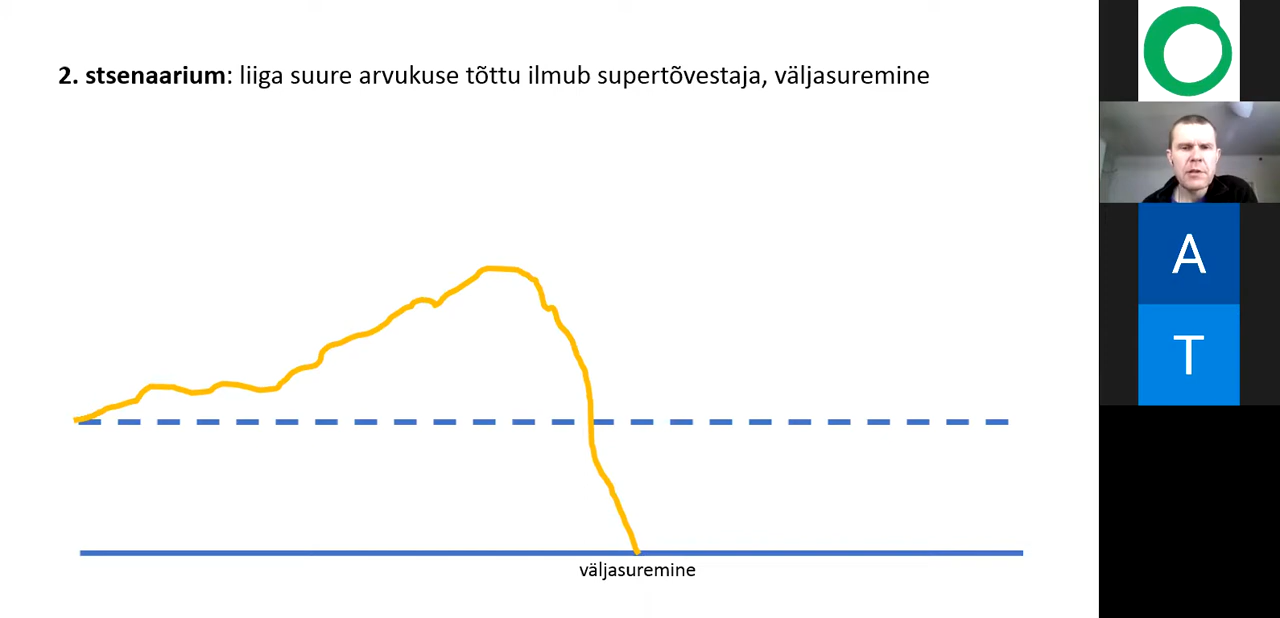 2. stsenaarium: liiga suure arvukuse tõttu ilmub supertõvestaja, väljasuremine
A
T
väljasuremine